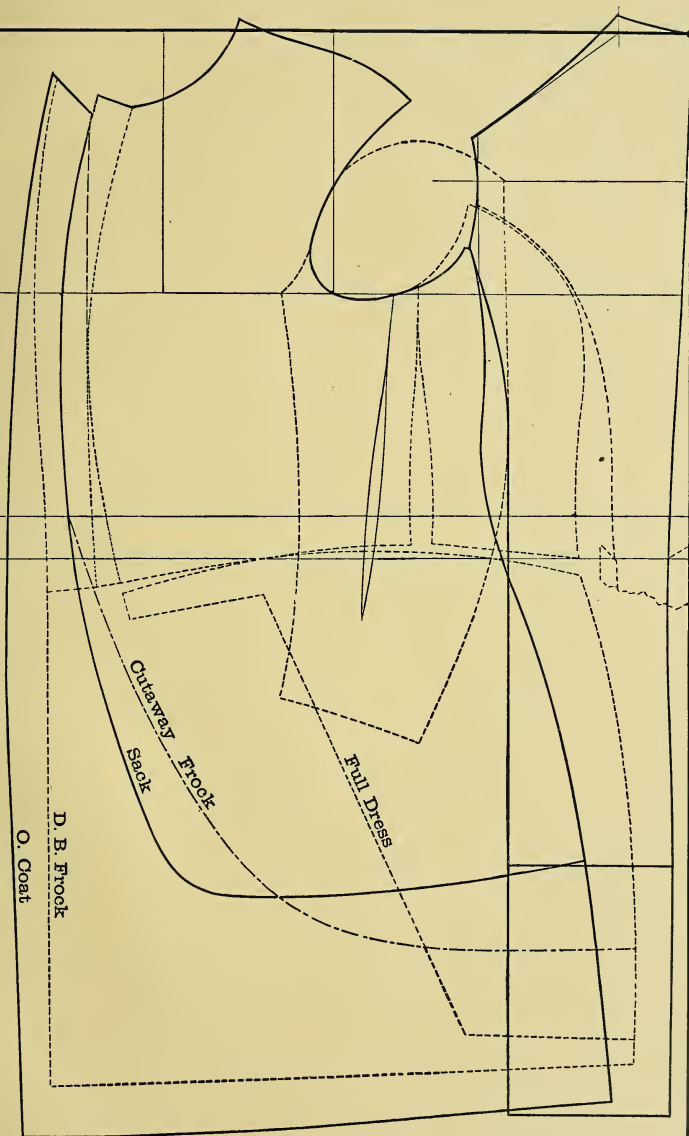 Cutaway Frock
Sack
Full Dress
D. B. Frock
O. Coat